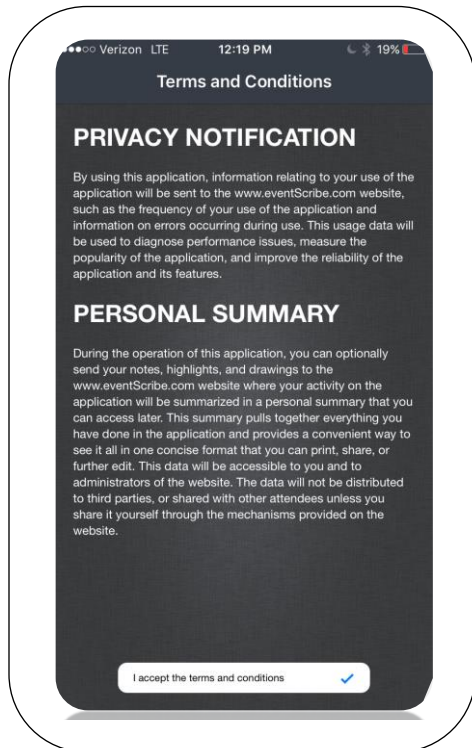 Verizon LTE 12:19 PM 19%
Terms and Conditions
PRIVACY NOTIFICATION
By using this application, information relating to your use of the
application will be sent to the www.eventScribe.com website,
such as the frequency of your use of the application and
information on errors occurring during use. This usage data will
be used to diagnose performance issues, measure the
popularity of the application, and improve the reliability of the
application and its features.
PERSONAL SUMMARY
During the operation of this application, you can optionally
send your notes, highlights, and drawings to the
www.eventScribe.com website where your activity on the
application will be summarized in a personal summary that you
can access later. This summary pulls together everything you
have done in the application and provides a convenient way to
see it all in one concise format that you can print, share, or
further edit. This data will be accessible to you and to
administrators of the website. The data will not be distributed
to third parties, or shared with other attendees unless you
share it yourself through the mechanisms provided on the
website.
I accept the terms and conditions